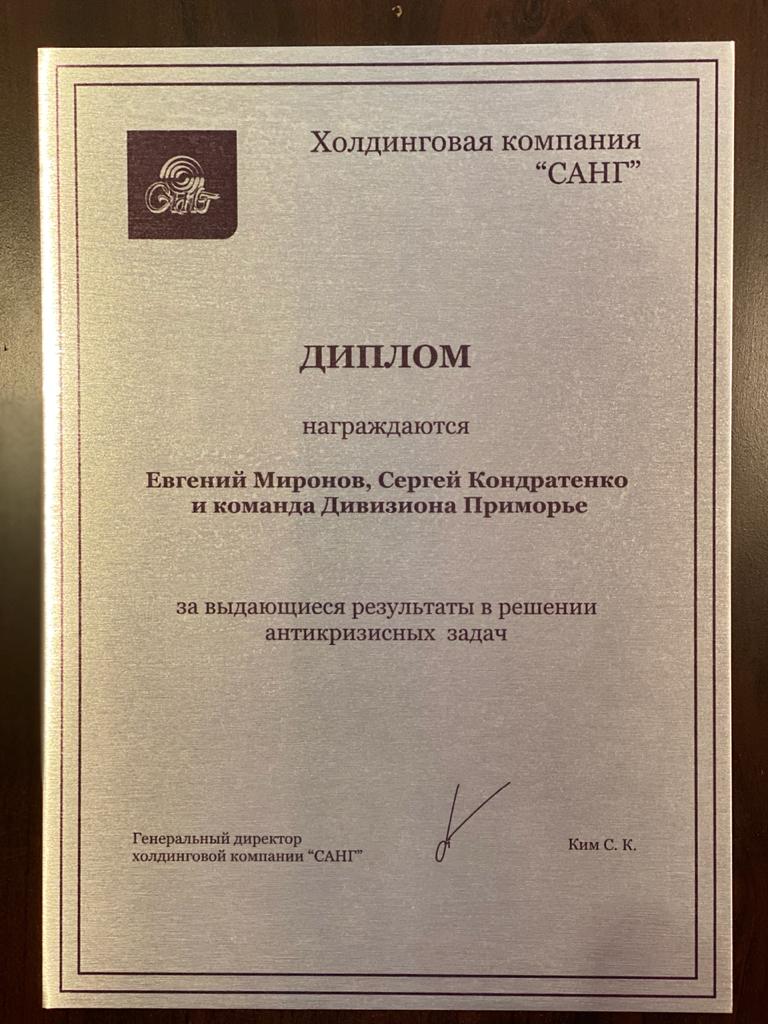 Холдинговая компания
“САНГ”
ДИПЛОМ
награждаются
Евгений Миронов, Сергей Кондратенко
и команда Дивизиона Приморье
за выдающиеся результаты в решении
антикризисных задач
Генеральный директор
холдинговой компании “САНГ”
Ким С. К.